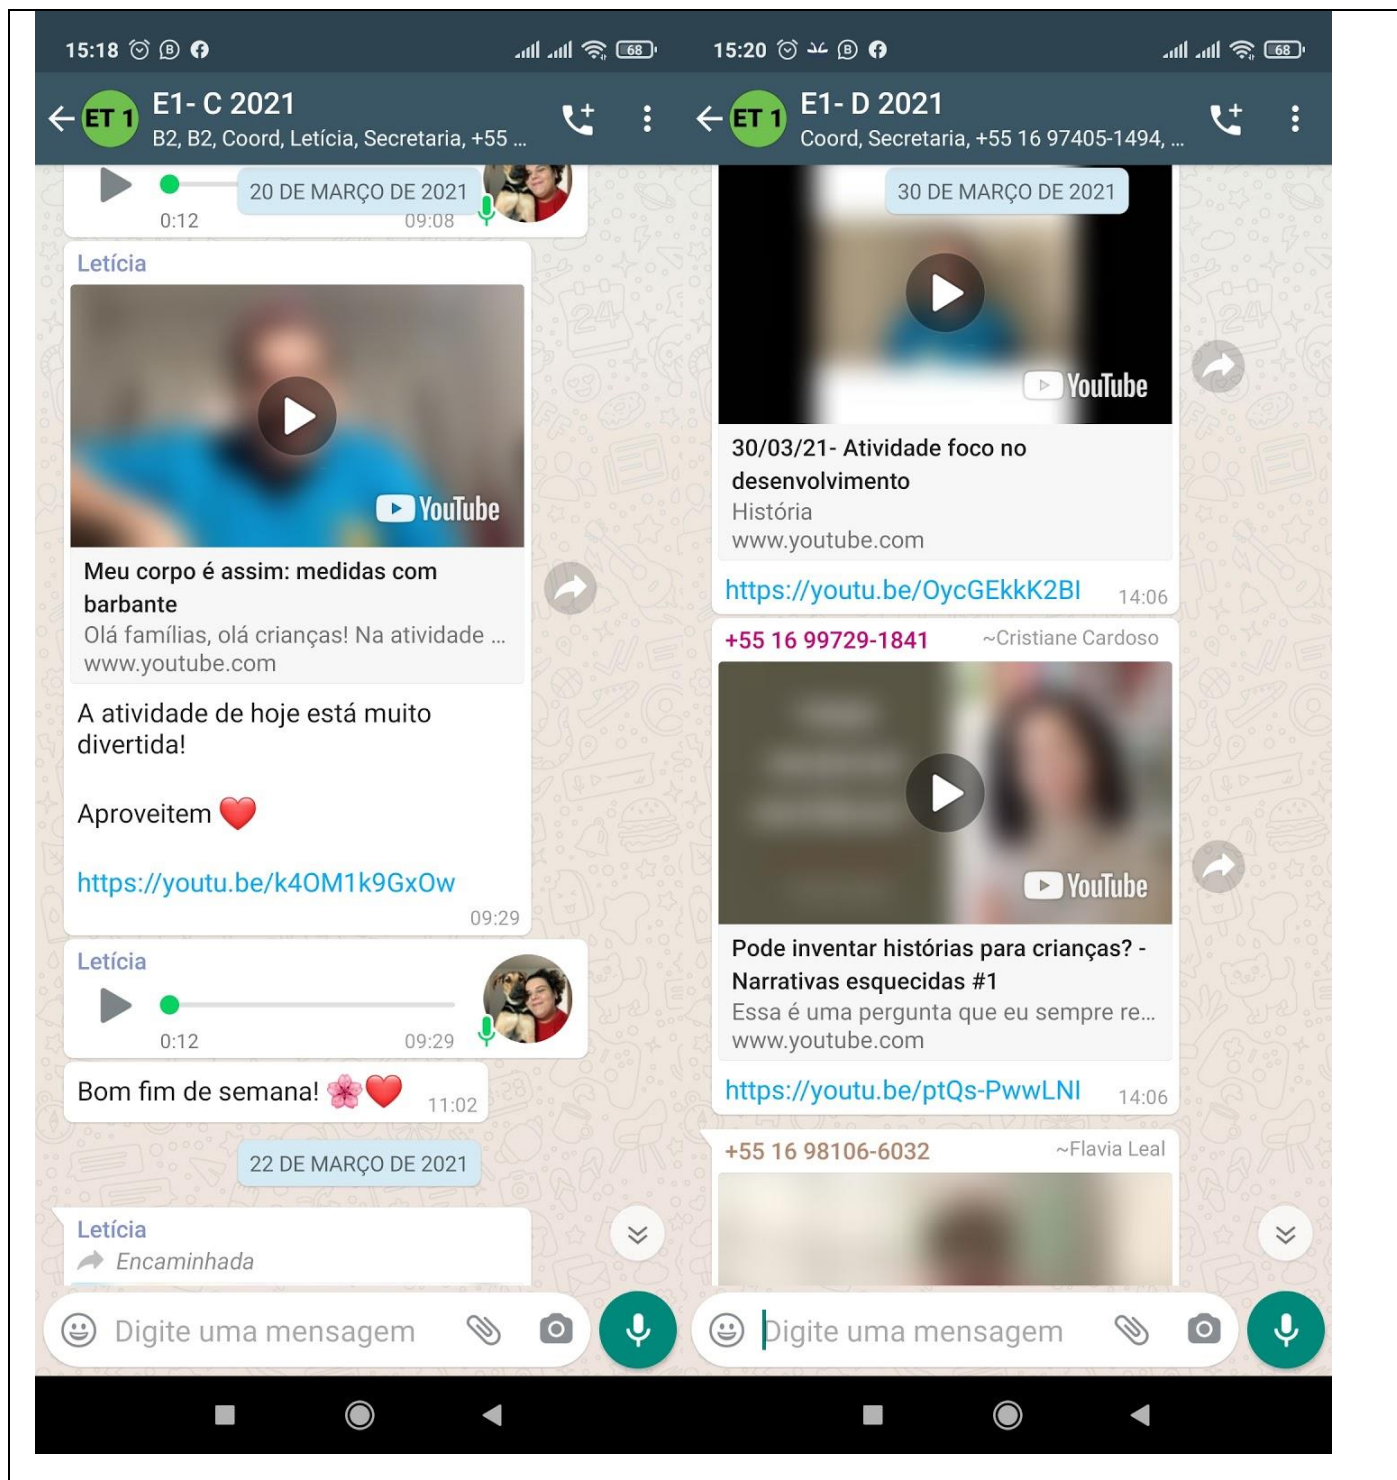 15:18
68
ET 1
E1- C 2021
B2, B2, Coord, Letícia, Secretaria, +55 ...
20 DE MARÇO DE 2021
0:12
09:08
Letícia
YouTube
Meu corpo é assim: medidas com
barbante
Olá famílias, olá crianças! Na atividade ...
www.youtube.com
A atividade de hoje está muito
divertida!
Aproveitem ❤️
https://youtu.be/k4OM1k9GxOw
09:29
Letícia
0:12
09:29
Bom fim de semana! 🌸❤️
11:02
22 DE MARÇO DE 2021
Letícia
Encaminhada
Digite uma mensagem
15:20
68
ET 1
E1- D 2021
Coord, Secretaria, +55 16 97405-1494, ...
30 DE MARÇO DE 2021
YouTube
30/03/21- Atividade foco no
desenvolvimento
História
www.youtube.com
https://youtu.be/OycGEkkK2BI
14:06
+55 16 99729-1841 ~Cristiane Cardoso
YouTube
Pode inventar histórias para crianças? -
Narrativas esquecidas #1
Essa é uma pergunta que eu sempre re...
www.youtube.com
https://youtu.be/ptQs-PwwLNI
14:06
+55 16 98106-6032 ~Flavia Leal
Digite uma mensagem